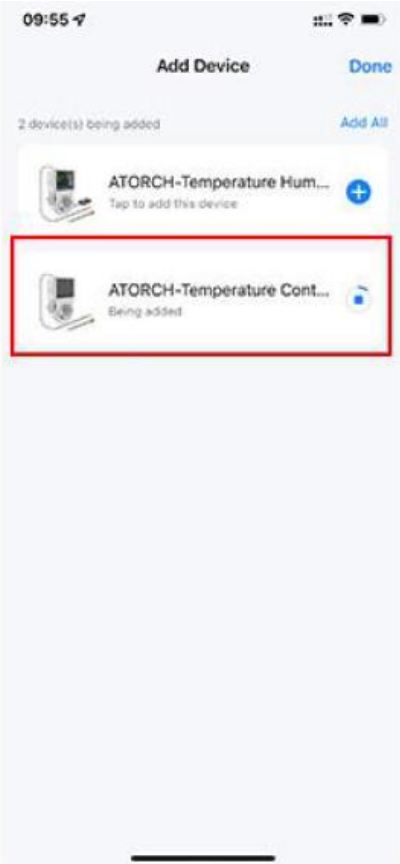 09:55
Add Device
Done
2 device(s) being added
Add All
ATORCH-Temperature Hum...
Tap to add this device
ATORCH-Temperature Cont...
Being added